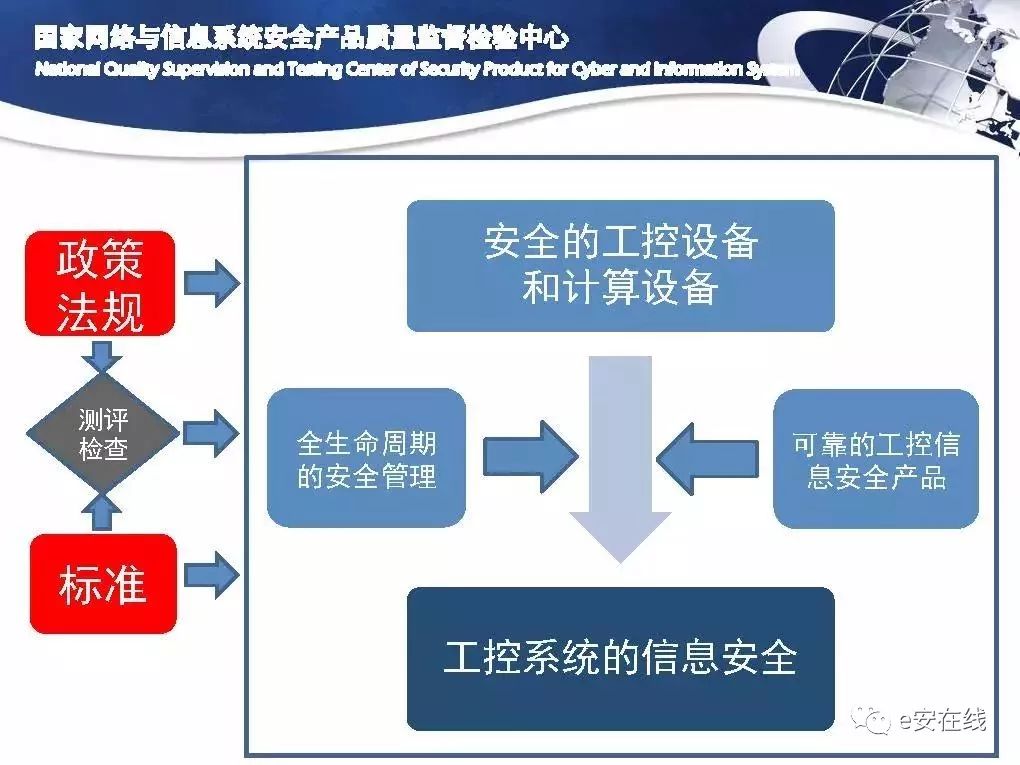 国家网络与信息系统安全产品质量监督检验中心
National Quality Supervision and Testing Center of Security Product for Cyber and Information System
政策
法规
测评
检查
标准
安全的工控设备
和计算设备
全生命周期
的安全管理
可靠的工控信
息安全产品
工控系统的信息安全
e安在线